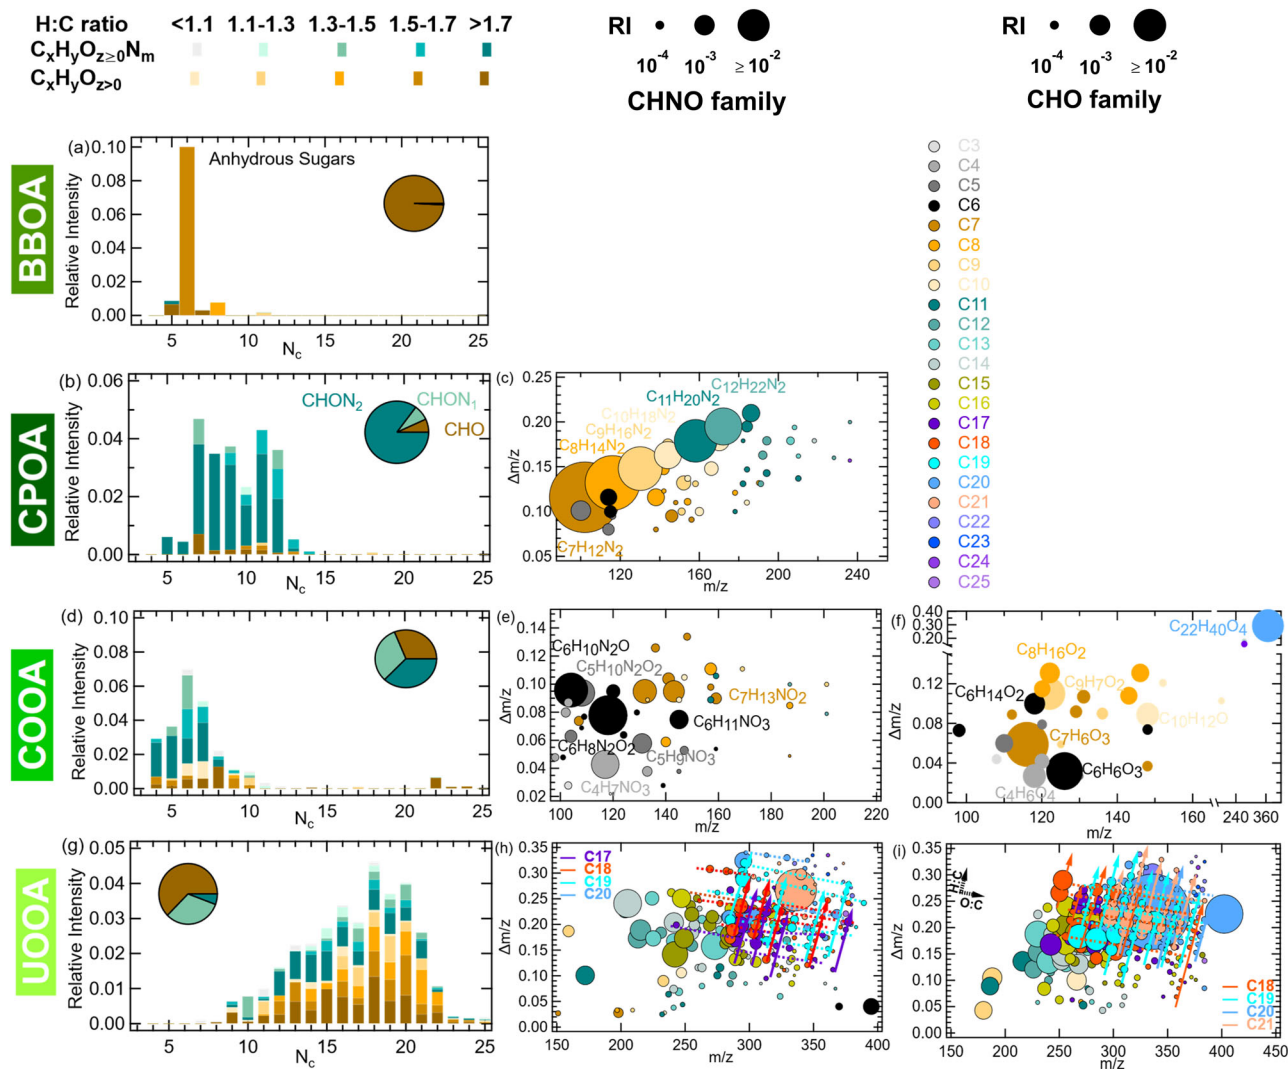 H:C ratio <1.1 1.1-1.3 1.3-1.5 1.5-1.7 >1.7
CxHyOz≥0Nm
CxHyOz>0
RI
10-4 10-3 ≥10-2
CHNO family
RI
10-4 10-3 ≥10-2
CHO family
C3
C4
C5
C6
C7
C8
C9
C10
C11
C12
C13
C14
C15
C16
C17
C18
C19
C20
C21
C22
C23
C24
C25
BBOA
(a)
Anhydrous Sugars
Relative Intensity
0.10
0.08
0.06
0.04
0.02
0.00
5 10 15 20 25
Nc
CPOA
(b)
CHON2
CHON1
CHO
Relative Intensity
0.06
0.04
0.02
0.00
5 10 15 20 25
Nc
(c)
C12H22N2
C11H20N2
C10H18N2
C9H16N2
C8H14N2
C7H12N2
Δm/z
0.25
0.20
0.15
0.10
0.05
120 160 200 240
m/z
COOA
(d)
Relative Intensity
0.10
0.08
0.06
0.04
0.02
0.00
5 10 15 20 25
Nc
(e)
C6H10N2O
C5H10N2O2
C7H13NO2
C6H11NO3
C6H8N2O2
C5H9NO3
C4H7NO3
Δm/z
0.14
0.12
0.10
0.08
0.06
0.04
0.02
100 120 140 160 180 200 220
m/z
(f)
C22H40O4
C8H16O2
C9H7O2
C6H14O2
C10H12O
C7H6O3
C6H6O3
C4H6O4
Δm/z
0.40
0.30
0.20
0.16
0.12
0.08
0.04
0.00
100 120 140 160 240 360
m/z
UOOA
(g)
Relative Intensity
0.05
0.04
0.03
0.02
0.01
0.00
5 10 15 20 25
Nc
(h)
C17
C18
C19
C20
Δm/z
0.35
0.30
0.25
0.20
0.15
0.10
0.05
0.00
150 200 250 300 350 400
m/z
(i)
H:C
O:C
C18
C19
C20
C21
Δm/z
0.35
0.30
0.25
0.20
0.15
0.10
0.05
0.00
150 200 250 300 350 400 450
m/z